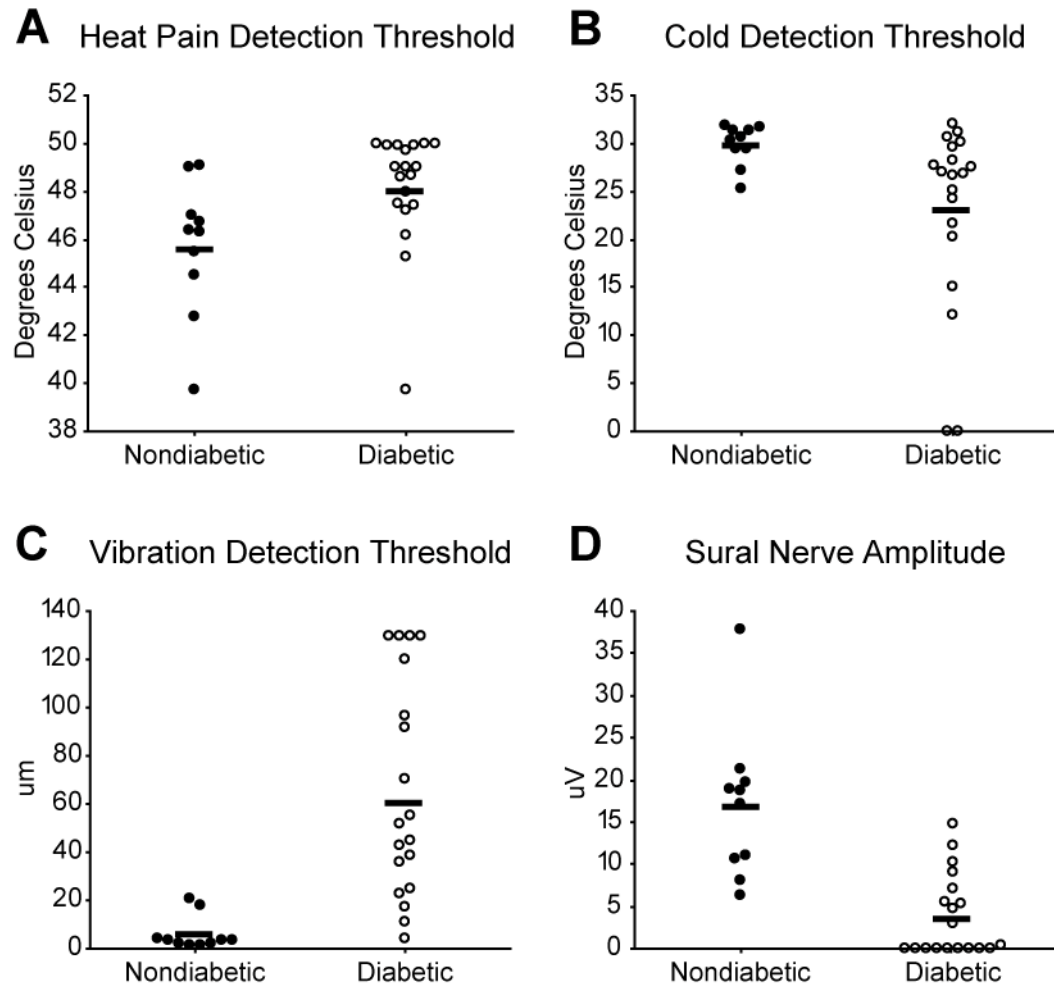 A Heat Pain Detection Threshold
Degrees Celsius
52
50
48
46
44
42
40
38
Nondiabetic Diabetic
B Cold Detection Threshold
Degrees Celsius
35
30
25
20
15
10
5
0
Nondiabetic Diabetic
C Vibration Detection Threshold
um
140
120
100
80
60
40
20
0
Nondiabetic Diabetic
D Sural Nerve Amplitude
uV
40
35
30
25
20
15
10
5
0
Nondiabetic Diabetic